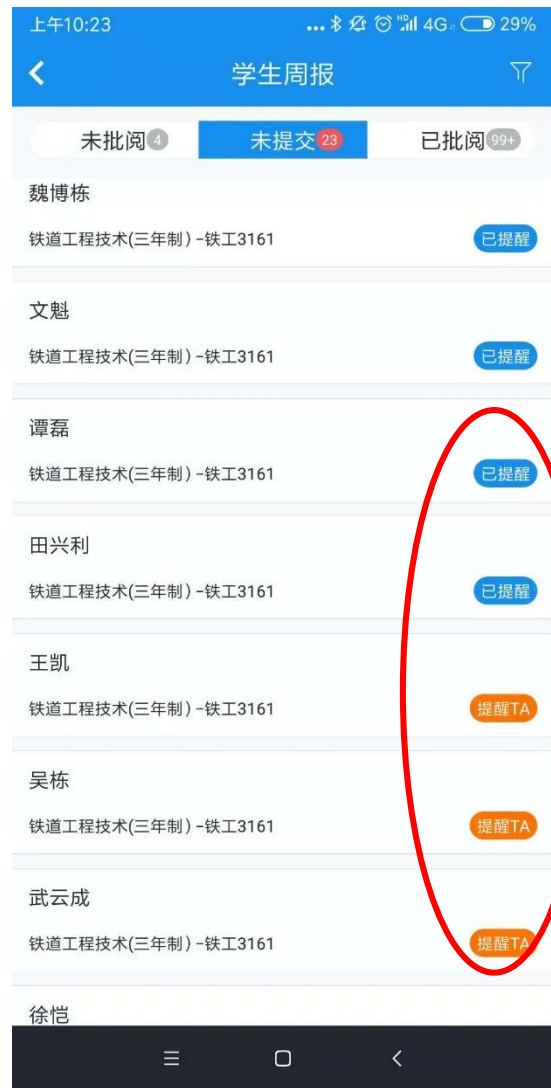 上午10:23 ... HD 4G 29%
学生周报
未批阅 4 未提交 23 已批阅 99+
魏博栋
铁道工程技术(三年制)-铁工3161 已提醒
文魁
铁道工程技术(三年制)-铁工3161 已提醒
谭磊
铁道工程技术(三年制)-铁工3161 已提醒
田兴利
铁道工程技术(三年制)-铁工3161 已提醒
王凯
铁道工程技术(三年制)-铁工3161 提醒TA
吴栋
铁道工程技术(三年制)-铁工3161 提醒TA
武云成
铁道工程技术(三年制)-铁工3161 提醒TA
徐恺